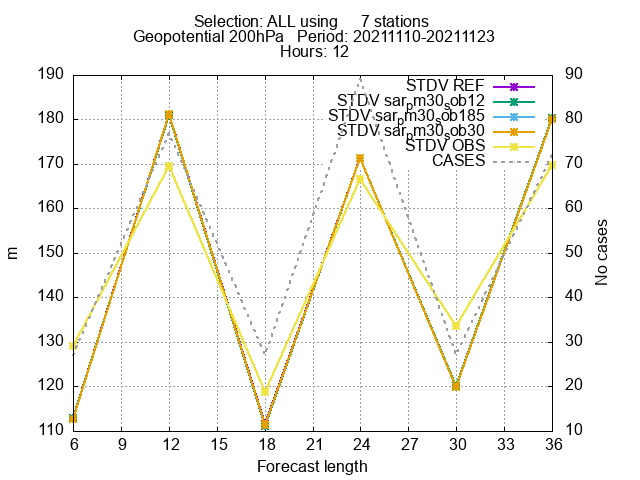 Selection: ALL using 7 stations
Geopotential 200hPa Period: 20211110-20211123
Hours: 12
190 90
STDV REF
STDV sar_pm30_sob12
STDV sar_pm30_sob185
STDV sar_pm30_sob30
STDV OBS
CASES
180 80
170 70
160 60
150 50
140 40
130 30
120 20
110 10
m
No cases
6 9 12 15 18 21 24 27 30 33 36
Forecast length